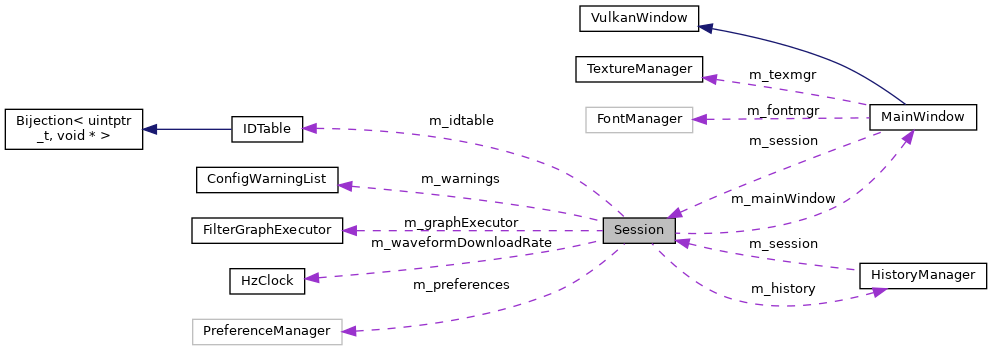 VulkanWindow
TextureManager
m_texmgr
Bijection< uintptr
_t, void * >
IDTable
m_idtable
FontManager
m_fontmgr
MainWindow
m_session
ConfigWarningList
m_warnings
m_mainWindow
FilterGraphExecutor
m_graphExecutor
Session
m_waveformDownloadRate
m_session
HzClock
m_preferences
m_history
HistoryManager
PreferenceManager